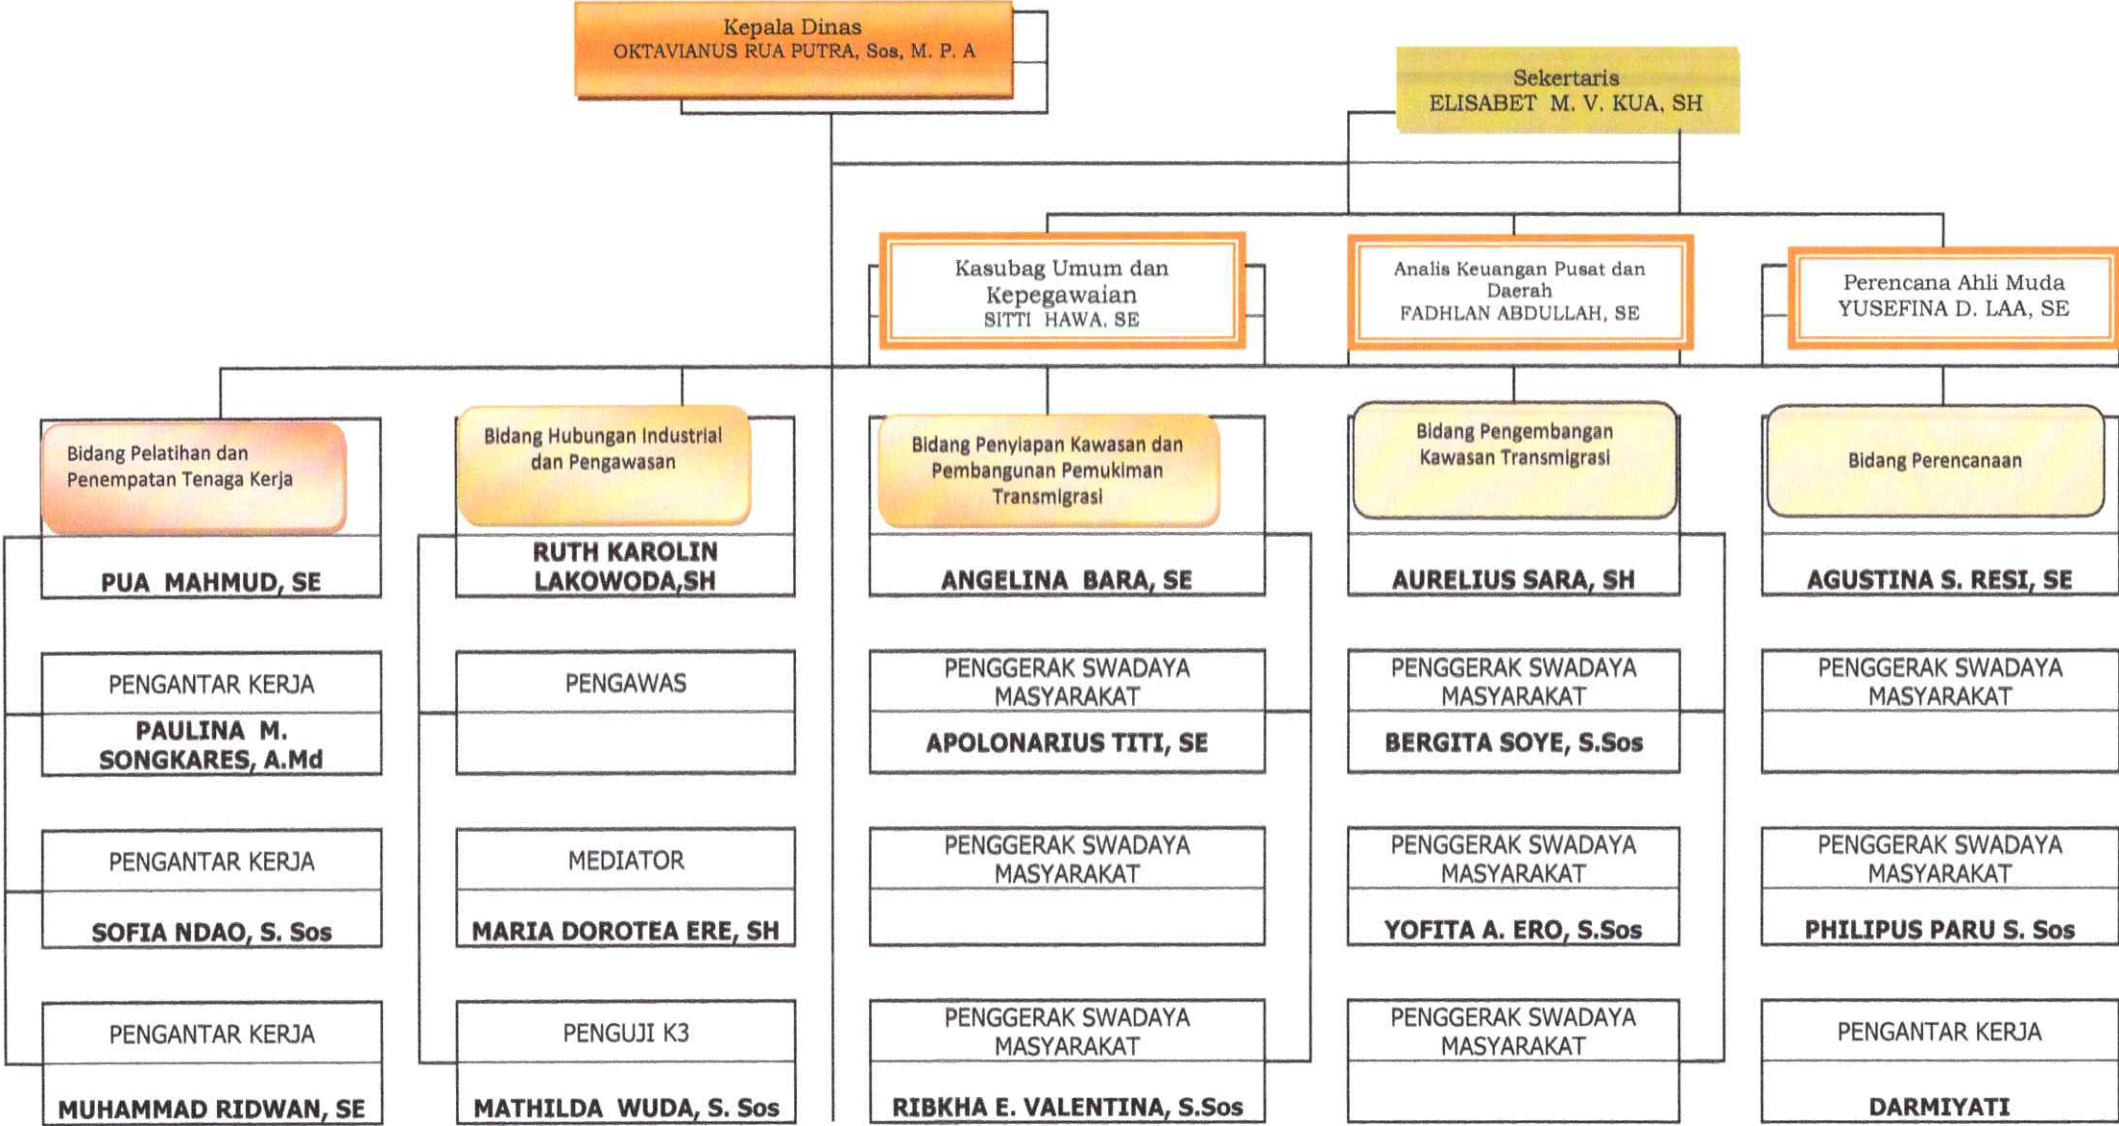 Kepala Dinas
OKTAVIANUS RUA PUTRA, Sos, M. P. A
Sekertaris
ELISABET M. V. KUA, SH
Kasubag Umum dan
Kepegawaian
SITTI HAWA, SE
Analis Keuangan Pusat dan
Daerah
FADHLAN ABDULLAH, SE
Perencana Ahli Muda
YUSEFINA D. LAA, SE
Bidang Pelatihan dan
Penempatan Tenaga Kerja
PUA MAHMUD, SE
PENGANTAR KERJA
PAULINA M.
SONGKARES, A.Md
PENGANTAR KERJA
SOFIA NDAO, S. Sos
PENGANTAR KERJA
MUHAMMAD RIDWAN, SE
Bidang Hubungan Industrial
dan Pengawasan
RUTH KAROLIN
LAKOWODA,SH
PENGAWAS
MEDIATOR
MARIA DOROTEA ERE, SH
PENGUJI K3
MATHILDA WUDA, S. Sos
Bidang Penyiapan Kawasan dan
Pembangunan Pemukiman
Transmigrasi
ANGELINA BARA, SE
PENGGERAK SWADAYA
MASYARAKAT
APOLONARIUS TITI, SE
PENGGERAK SWADAYA
MASYARAKAT
PENGGERAK SWADAYA
MASYARAKAT
RIBKHA E. VALENTINA, S.Sos
Bidang Pengembangan
Kawasan Transmigrasi
AURELIUS SARA, SH
PENGGERAK SWADAYA
MASYARAKAT
BERGITA SOYE, S.Sos
PENGGERAK SWADAYA
MASYARAKAT
YOFITA A. ERO, S.Sos
PENGGERAK SWADAYA
MASYARAKAT
Bidang Perencanaan
AGUSTINA S. RESI, SE
PENGGERAK SWADAYA
MASYARAKAT
PENGGERAK SWADAYA
MASYARAKAT
PHILIPUS PARU S. Sos
PENGANTAR KERJA
DARMIYATI